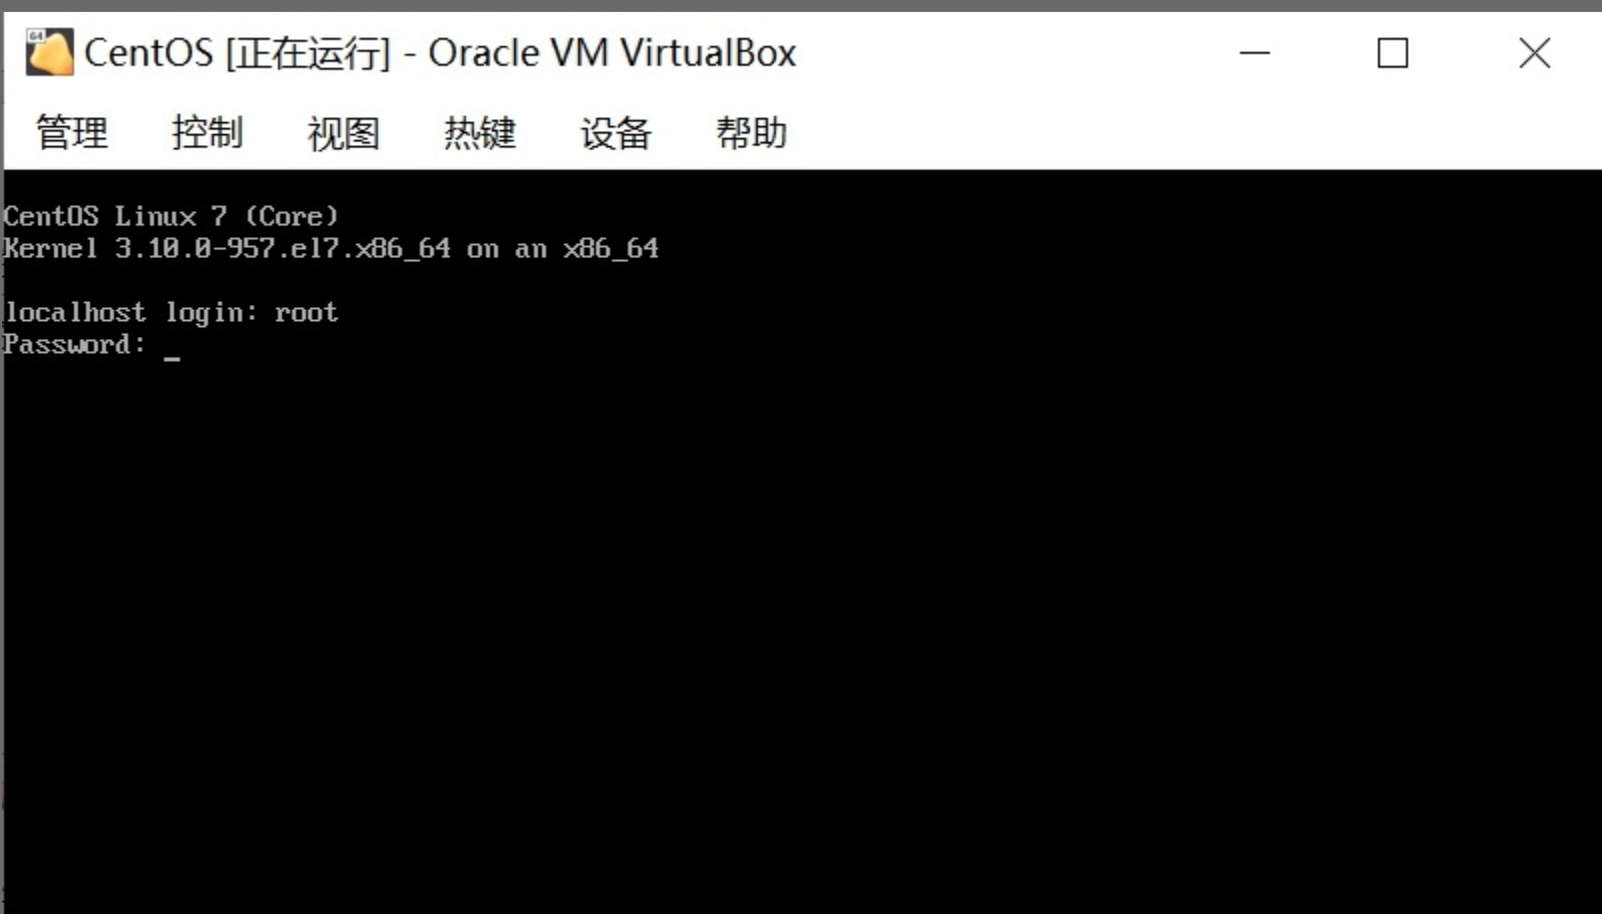 64
CentOS [正在运行] - Oracle VM VirtualBox
管理 控制 视图 热键 设备 帮助
CentOS Linux 7 (Core)
Kernel 3.10.0-957.el7.x86_64 on an x86_64
localhost login: root
Password: _